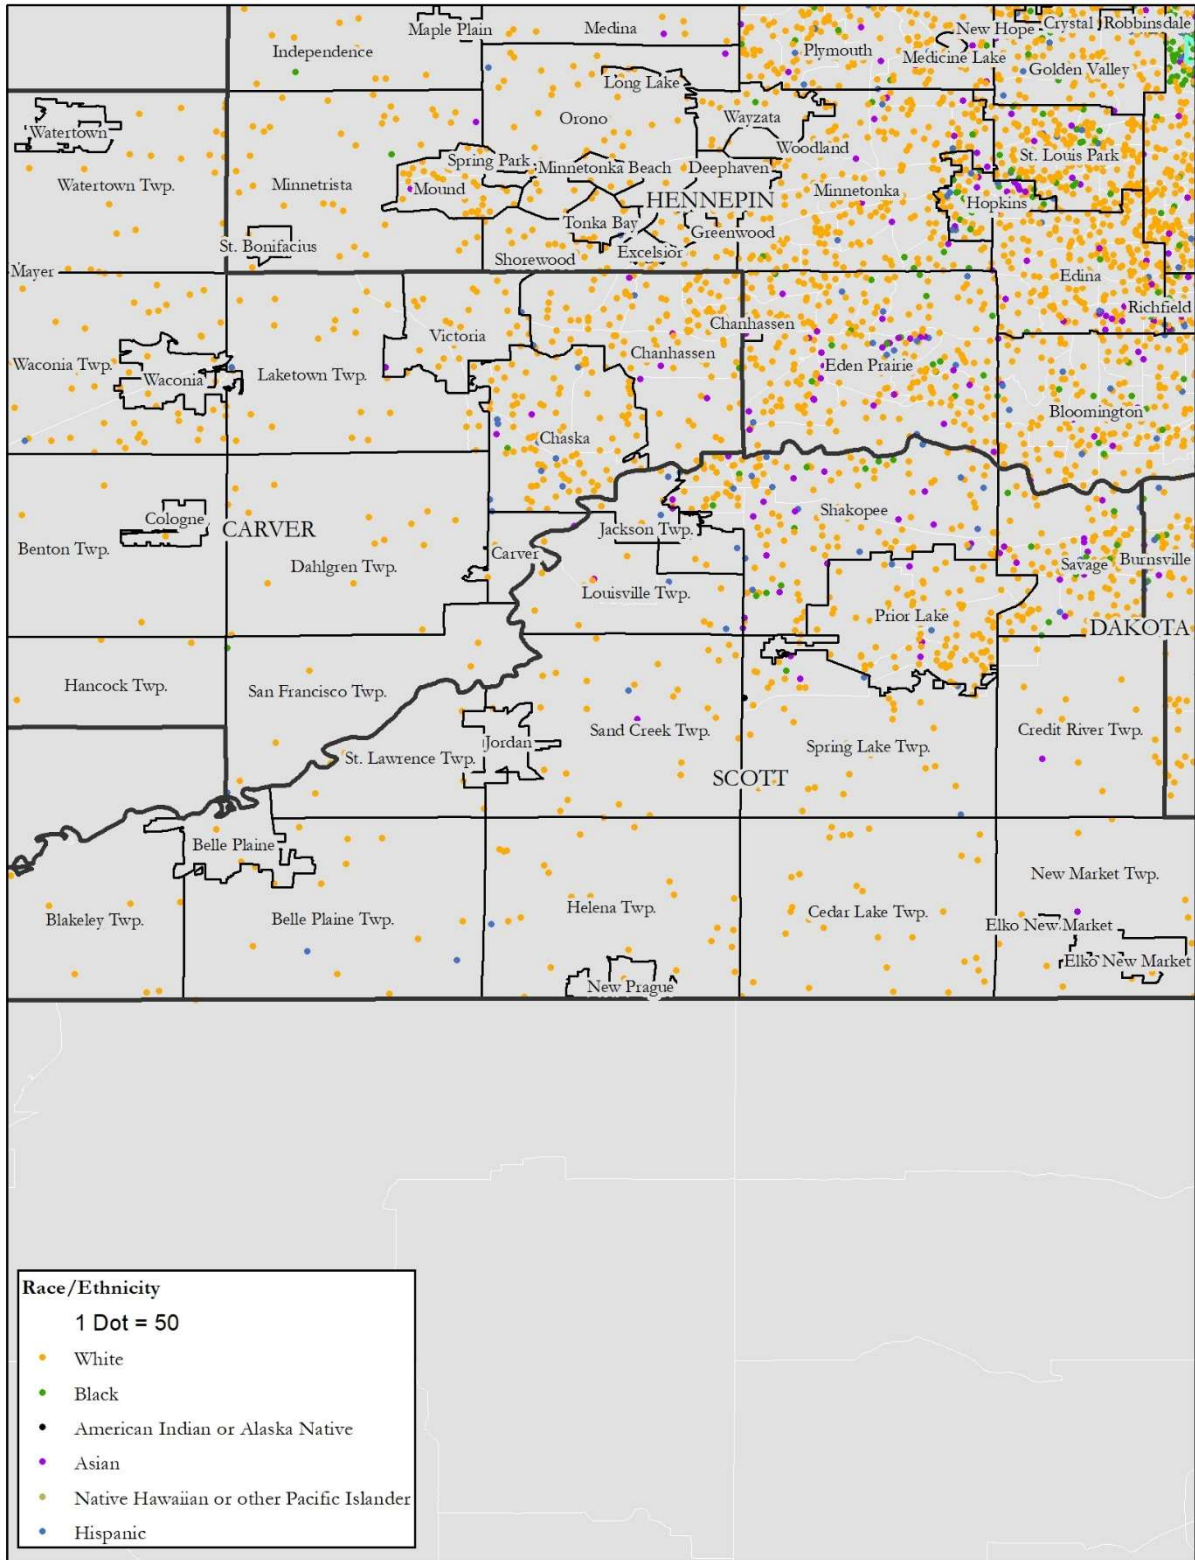 Maple Plain
Medina
New Hope
Crystal
Robbinsdale
Independence
Plymouth
Medicine Lake
Golden Valley
Long Lake
Watertown
Orono
Wayzata
Woodland
St. Louis Park
Watertown Twp.
Minnetrista
Spring Park
Mound
Minnetonka Beach
Deephaven
Minnetonka
HENNEPIN
Hopkins
Tonka Bay
Greenwood
St. Bonifacius
Shorewood
Excelsior
Mayer
Edina
Richfield
Victoria
Chanhassen
Chanhassen
Waconia Twp.
Waconia
Laketown Twp.
Eden Prairie
Bloomington
Chaska
Cologne
CARVER
Benton Twp.
Dahlgren Twp.
Carver
Jackson Twp.
Shakopee
Louisville Twp.
Savage
Burnsville
Prior Lake
DAKOTA
Hancock Twp.
San Francisco Twp.
St. Lawrence Twp.
Jordan
Sand Creek Twp.
Spring Lake Twp.
Credit River Twp.
SCOTT
Belle Plaine
Blakeley Twp.
Belle Plaine Twp.
Helena Twp.
Cedar Lake Twp.
New Market Twp.
Elko New Market
Elko New Market
New Prague
Race/Ethnicity
1 Dot = 50
White
Black
American Indian or Alaska Native
Asian
Native Hawaiian or other Pacific Islander
Hispanic